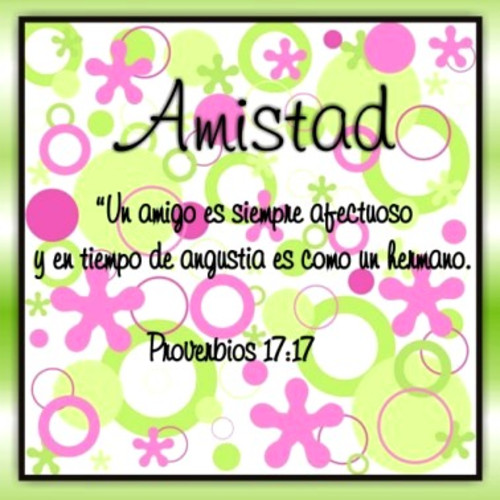 Amistad
"Un amigo es siempre afectuoso
y en tiempo de angustia es como un hermano.
Proverbios 17:17